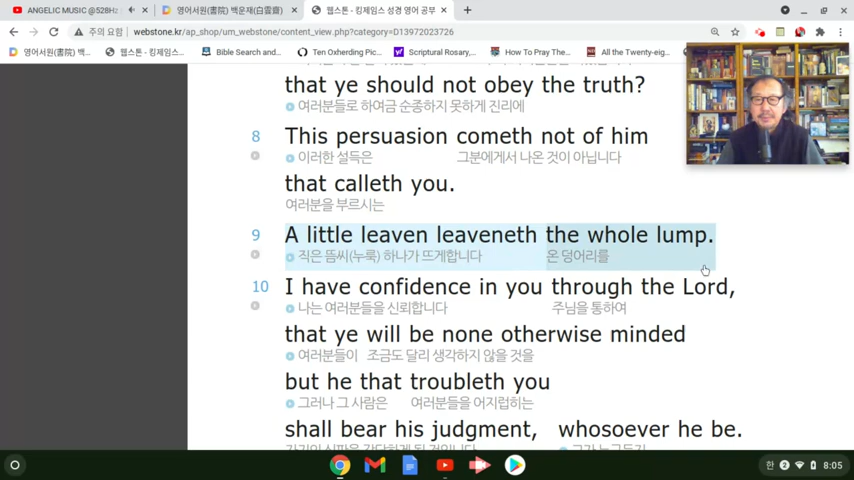 ANGELIC MUSIC @528Hz
영어서원(書院) 백운재(白雲齋)
웹스톤 - 킹제임스 성경 영어 공부
주의 요함
webstone.kr/ap_shop/um_webstone/content_view.php?category=D13972023726
영어서원(書院) 백...
웹스톤 - 킹제임스...
Bible Search and...
Ten Oxherding Pic...
Scriptural Rosary,...
How To Pray The...
All the Twenty-eig...
that ye should not obey the truth?
여러분들로 하여금 순종하지 못하게 진리에
8 This persuasion cometh not of him
이러한 설득은 그분에게서 나온 것이 아닙니다
that calleth you.
여러분을 부르시는
9 A little leaven leaveneth the whole lump.
직은 뜸씨(누룩) 하나가 뜨게합니다 온 덩어리를
10 I have confidence in you through the Lord,
나는 여러분들을 신뢰합니다 주님을 통하여
that ye will be none otherwise minded
여러분들이 조금도 달리 생각하지 않을 것을
but he that troubleth you
그러나 그 사람은 여러분들을 어지럽히는
shall bear his judgment, whosoever he be.
한 2 8:05